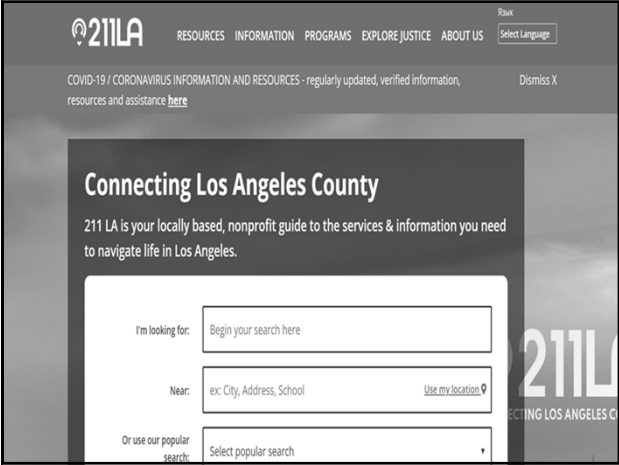 Язык
211LA
RESOURCES INFORMATION PROGRAMS EXPLORE JUSTICE ABOUT US
Select Language
COVID-19 / CORONAVIRUS INFORMATION AND RESOURCES - regularly updated, verified information,
resources and assistance here
Dismiss X
Connecting Los Angeles County
211 LA is your locally based, nonprofit guide to the services & information you need
to navigate life in Los Angeles.
I'm looking for:
Begin your search here
Near:
ex: City, Address, School
Use my location
Or use our popular
search:
Select popular search
211L
ECTING LOS ANGELES C